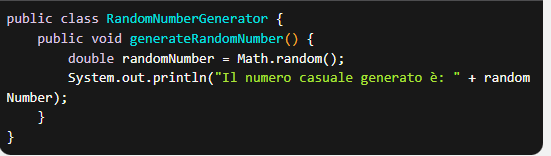 public class RandomNumberGenerator {
    public void generateRandomNumber() {
        double randomNumber = Math.random();
        System.out.println("Il numero casuale generato è: " + random
Number);
    }
}